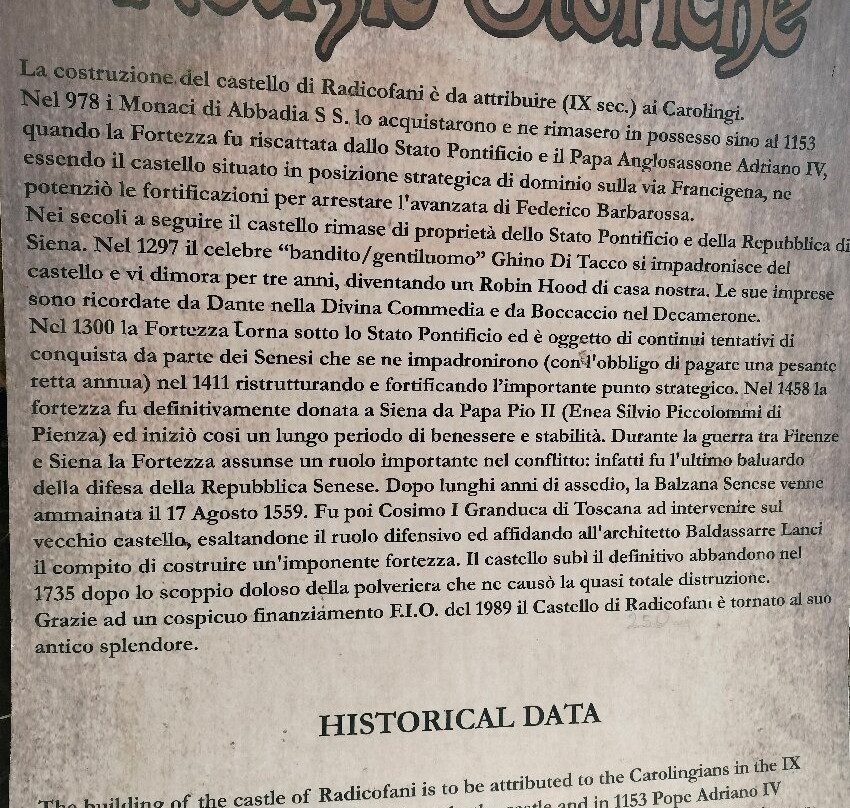 Notizie Storiche
La costruzione del castello di Radicofani è da attribuire (IX sec.) ai Carolingi.
Nel 978 i Monaci di Abbadia S S. lo acquistarono e ne rimasero in possesso sino al 1153
quando la Fortezza fu riscattata dallo Stato Pontificio e il Papa Anglosassone Adriano IV,
essendo il castello situato in posizione strategica di dominio sulla via Francigena, ne
potenziò le fortificazioni per arrestare l'avanzata di Federico Barbarossa.
Nei secoli a seguire il castello rimase di proprietà dello Stato Pontificio e della Repubblica di
Siena. Nel 1297 il celebre “bandito/gentiluomo” Ghino Di Tacco si impadronisce del
castello e vi dimora per tre anni, diventando un Robin Hood di casa nostra. Le sue imprese
sono ricordate da Dante nella Divina Commedia e da Boccaccio nel Decamerone.
Nel 1300 la Fortezza torna sotto lo Stato Pontificio ed è oggetto di continui tentativi di
conquista da parte dei Senesi che se ne impadronirono (con l'obbligo di pagare una pesante
retta annua) nel 1411 ristrutturando e fortificando l'importante punto strategico. Nel 1458 la
fortezza fu definitivamente donata a Siena da Papa Pio II (Enea Silvio Piccolommi di
Pienza) ed iniziò cosi un lungo periodo di benessere e stabilità. Durante la guerra tra Firenze
e Siena la Fortezza assunse un ruolo importante nel conflitto: infatti fu l'ultimo baluardo
della difesa della Repubblica Senese. Dopo lunghi anni di assedio, la Balzana Senese venne
ammainata il 17 Agosto 1559. Fu poi Cosimo I Granduca di Toscana ad intervenire sul
vecchio castello, esaltandone il ruolo difensivo ed affidando all'architetto Baldassarre Lanci
il compito di costruire un'imponente fortezza. Il castello subì il definitivo abbandono nel
1735 dopo lo scoppio doloso della polveriera che ne causò la quasi totale distruzione.
Grazie ad un cospicuo finanziamento F.I.O. del 1989 il Castello di Radicofani è tornato al suo
antico splendore.
HISTORICAL DATA
The building of the castle of Radicofani is to be attributed to the Carolingians in the IX
castle and in 1153 Pope Adriano IV